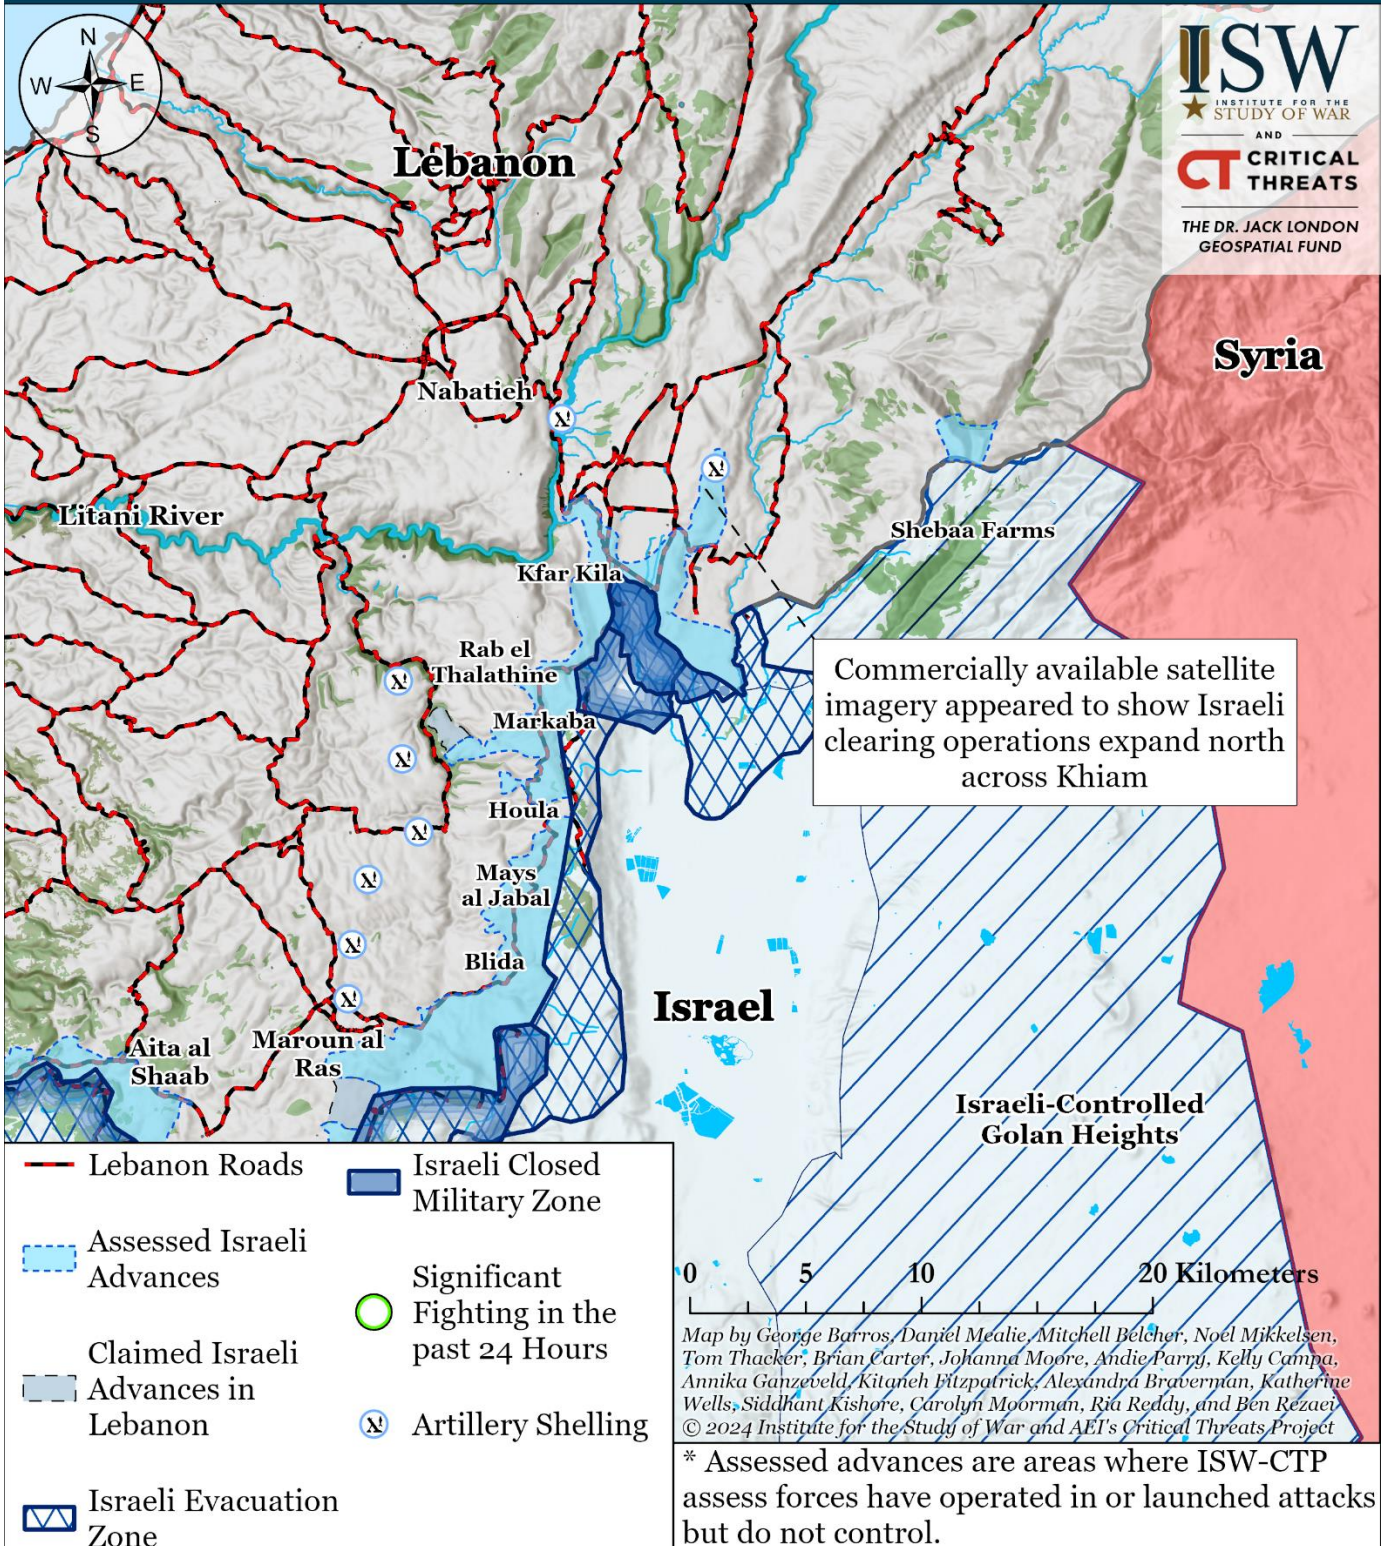 N
W
E
S
ISW
INSTITUTE FOR THE
STUDY OF WAR
AND
CT CRITICAL
THREATS
THE DR. JACK LONDON
GEOSPATIAL FUND
Lebanon
Syria
Nabatieh
Litani River
Shebaa Farms
Kfar Kila
Rab el
Thalathine
Markaba
Commercially available satellite
imagery appeared to show Israeli
clearing operations expand north
across Khiam
Houla
Mays
al Jabal
Blida
Israel
Maroun al
Ras
Aita al
Shaab
Israeli-Controlled
Golan Heights
Lebanon Roads
Assessed Israeli
Advances
Claimed Israeli
Advances in
Lebanon
Israeli Evacuation
Zone
Israeli Closed
Military Zone
Significant
Fighting in the
past 24 Hours
Artillery Shelling
0 5 10 20 Kilometers
Map by George Barros, Daniel Mealie, Mitchell Belcher, Noel Mikkelsen,
Tom Thacker, Brian Carter, Johanna Moore, Andie Parry, Kelly Campa,
Annika Ganzeveld, Kitaneh Fitzpatrick, Alexandra Braverman, Katherine
Wells, Siddhant Kishore, Carolyn Moorman, Ria Reddy, and Ben Rezaei
© 2024 Institute for the Study of War and AEI's Critical Threats Project
* Assessed advances are areas where ISW-CTP
assess forces have operated in or launched attacks
but do not control.